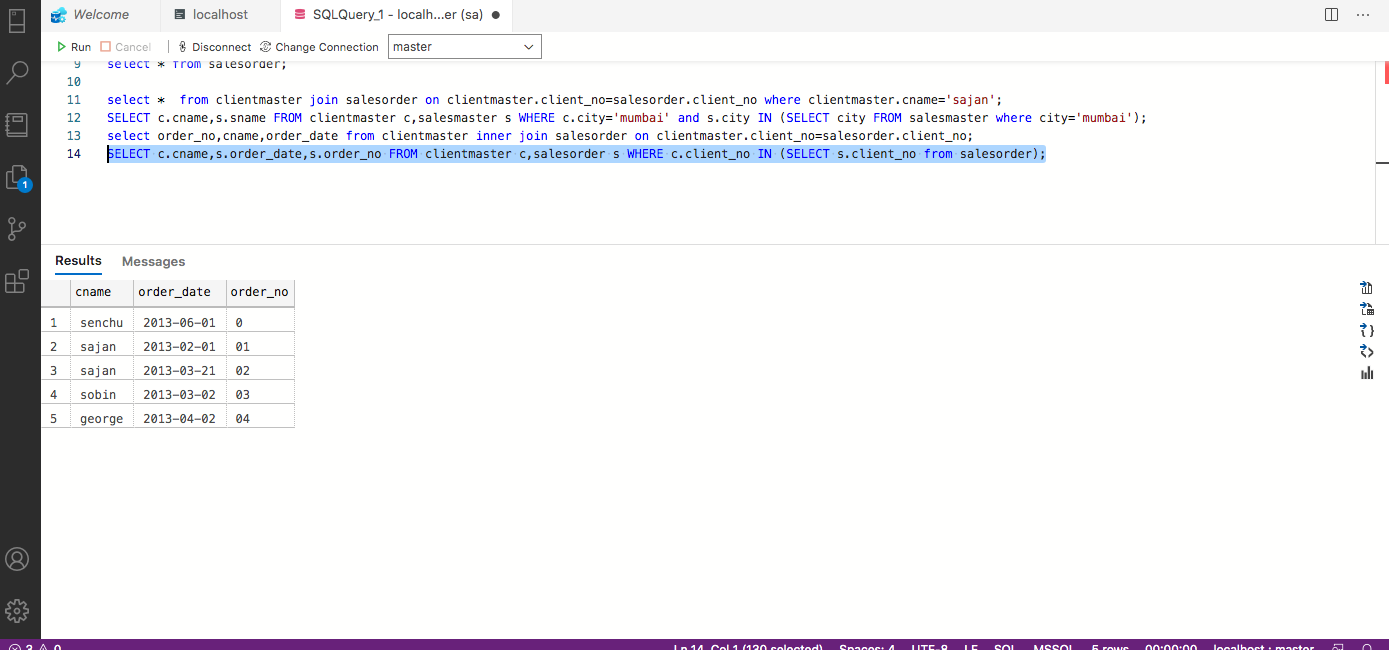 Welcome localhost SQLQuery_1 - localh...er (sa)
Run Cancel Disconnect Change Connection master
9 select * from salesorder;
10
11 select *  from clientmaster join salesorder on clientmaster.client_no=salesorder.client_no where clientmaster.cname='sajan';
12 SELECT c.cname,s.sname FROM clientmaster c,salesmaster s WHERE c.city='mumbai' and s.city IN (SELECT city FROM salesmaster where city='mumbai');
13 select order_no,cname,order_date from clientmaster inner join salesorder on clientmaster.client_no=salesorder.client_no;
14 SELECT c.cname,s.order_date,s.order_no FROM clientmaster c,salesorder s WHERE c.client_no IN (SELECT s.client_no from salesorder);
1
Results Messages
cname order_date order_no
1 senchu 2013-06-01 0
2 sajan 2013-02-01 01
3 sajan 2013-03-21 02
4 sobin 2013-03-02 03
5 george 2013-04-02 04
3 0 Ln 14, Col 1 (130 selected) Spaces: 4 UTF-8 LF SQL MSSQL 5 rows 00:00:00 localhost : master